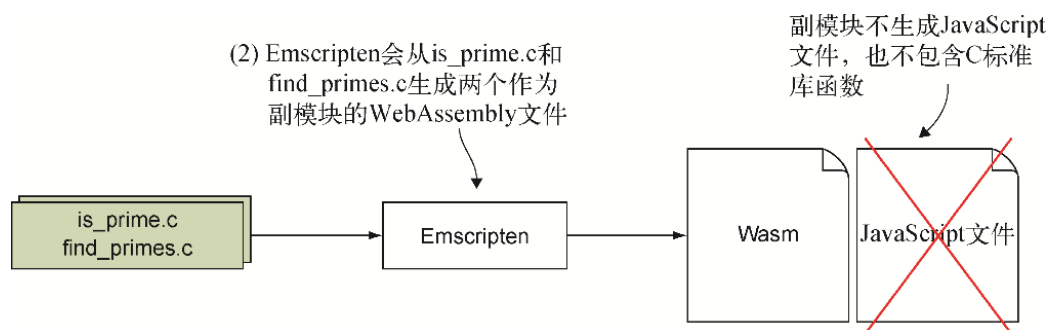 (2) Emscripten会从is_prime.c和
find_primes.c生成两个作为
副模块的WebAssembly文件
副模块不生成JavaScript
文件，也不包含C标准
库函数
is_prime.c
find_primes.c
Emscripten
Wasm
JavaScript文件